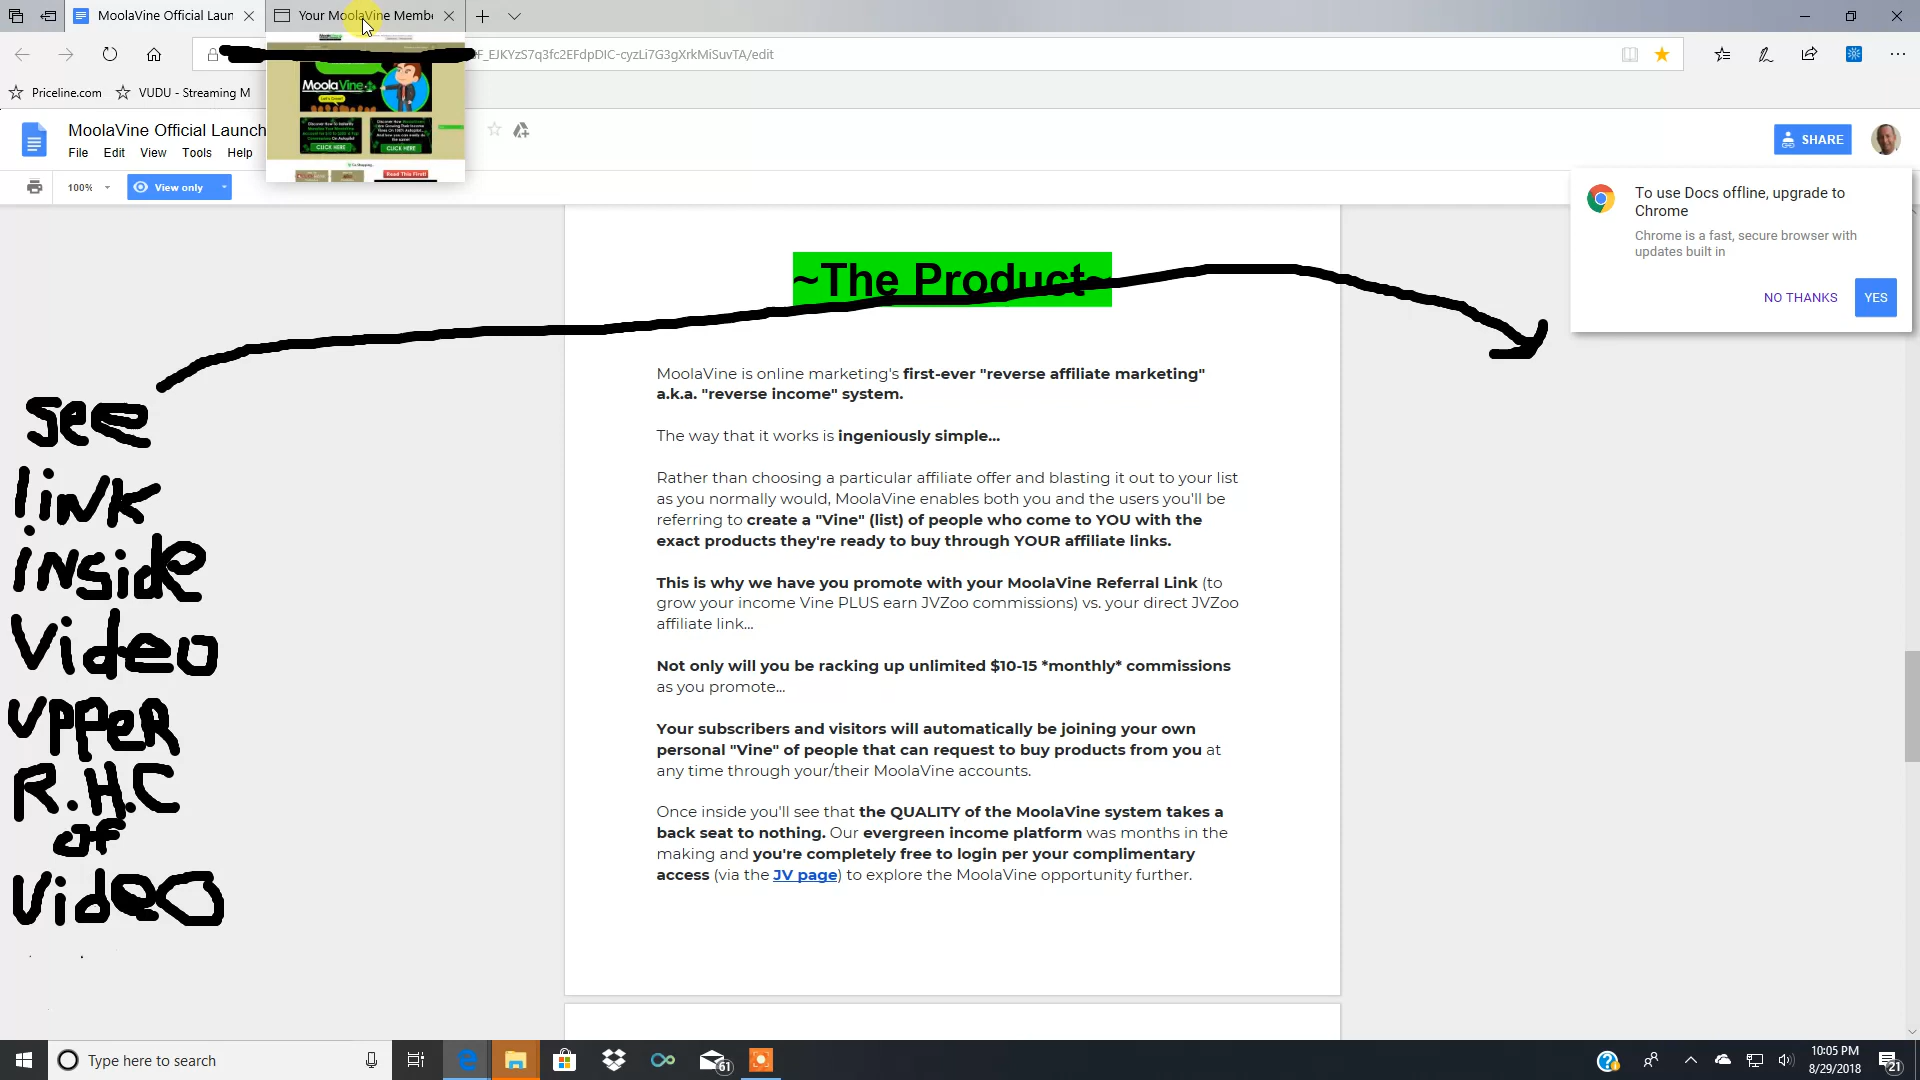 MoolaVine Official Laun
Your MoolaVine Membe
F_EJKYzS7q3fc2EFdpDIC-cyzLi7G3gXrkMiSuvTA/edit
Priceline.com
VUDU - Streaming M
MoolaVine
CLICK HERE
CLICK HERE
Read This First!
MoolaVine Official Launch
File Edit View Tools Help
SHARE
100%
View only
To use Docs offline, upgrade to
Chrome
Chrome is a fast, secure browser with
updates built in
NO THANKS
YES
~The Product~
MoolaVine is online marketing's first-ever "reverse affiliate marketing"
a.k.a. "reverse income" system.
The way that it works is ingeniously simple...
Rather than choosing a particular affiliate offer and blasting it out to your list
as you normally would, MoolaVine enables both you and the users you'll be
referring to create a "Vine" (list) of people who come to YOU with the
exact products they're ready to buy through YOUR affiliate links.
This is why we have you promote with your MoolaVine Referral Link (to
grow your income Vine PLUS earn JVZoo commissions) vs. your direct JVZoo
affiliate link...
Not only will you be racking up unlimited $10-15 *monthly* commissions
as you promote...
Your subscribers and visitors will automatically be joining your own
personal "Vine" of people that can request to buy products from you at
any time through your/their MoolaVine accounts.
Once inside you'll see that the QUALITY of the MoolaVine system takes a
back seat to nothing. Our evergreen income platform was months in the
making and you're completely free to login per your complimentary
access (via the JV page) to explore the MoolaVine opportunity further.
see
link
inside
Video
UPPeR
R.H.C
of
Video
Type here to search
61
10:05 PM
8/29/2018
21